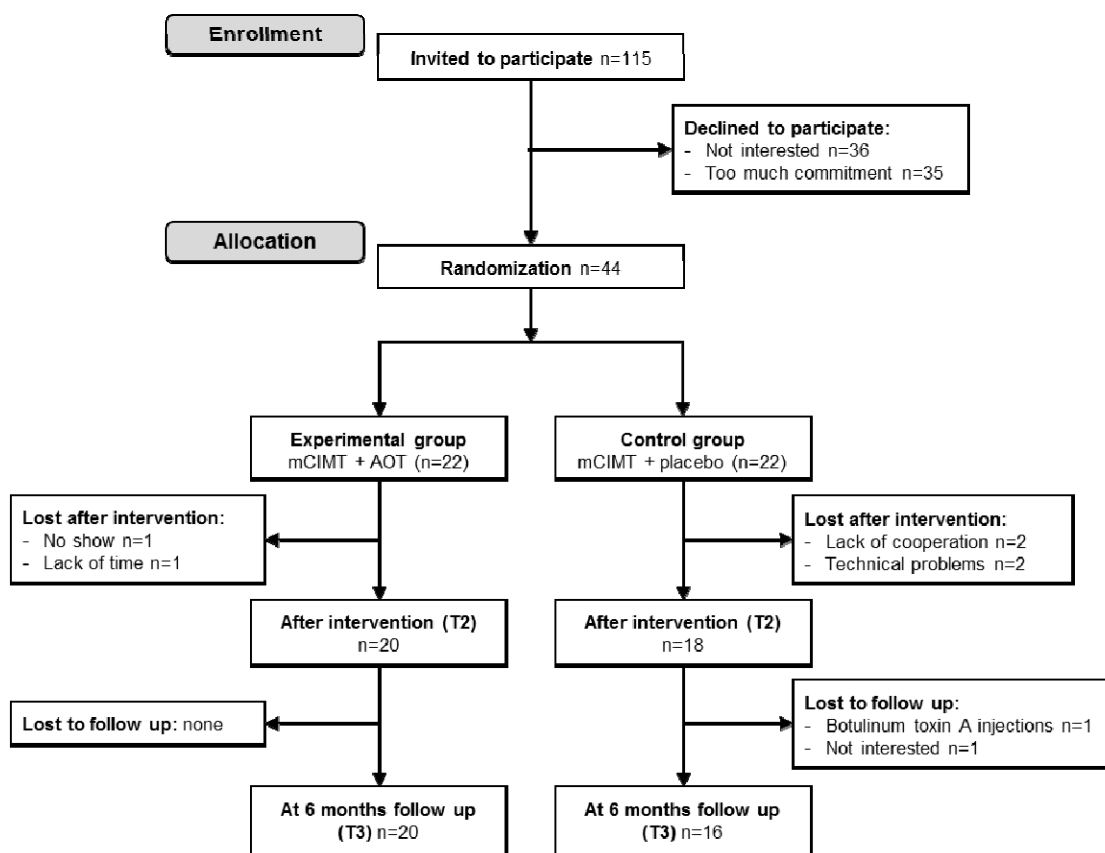 Enrollment
Invited to participate n=115
Declined to participate:
- Not interested n=36
- Too much commitment n=35
Allocation
Randomization n=44
Experimental group
mCIMT + AOT (n=22)
Control group
mCIMT + placebo (n=22)
Lost after intervention:
- No show n=1
- Lack of time n=1
Lost after intervention:
- Lack of cooperation n=2
- Technical problems n=2
After intervention (T2)
n=20
After intervention (T2)
n=18
Lost to follow up: none
Lost to follow up:
- Botulinum toxin A injections n=1
- Not interested n=1
At 6 months follow up
(T3) n=20
At 6 months follow up
(T3) n=16